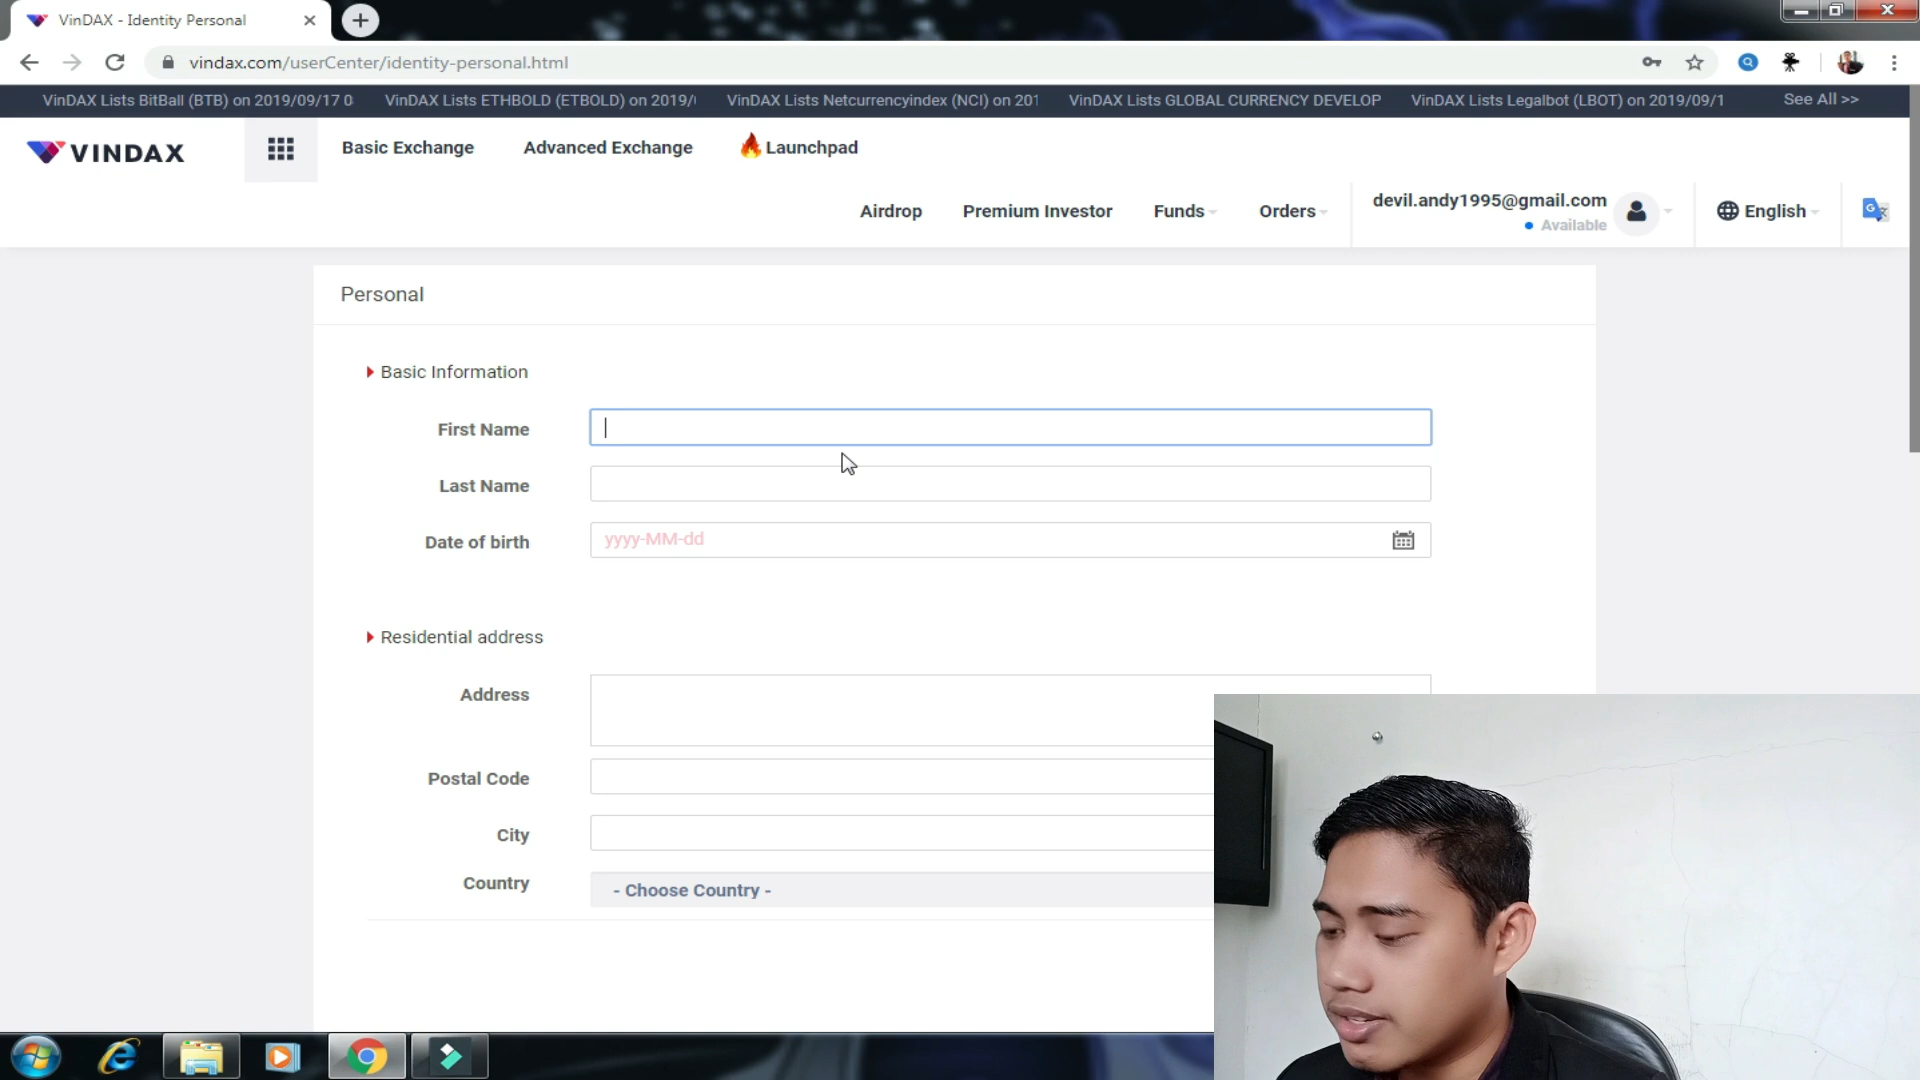 VinDAX - Identity Personal
vindax.com/userCenter/identity-personal.html
VinDAX Lists BitBall (BTB) on 2019/09/17 0
VinDAX Lists ETHBOLD (ETBOLD) on 2019/
VinDAX Lists Netcurrencyindex (NCI) on 201
VinDAX Lists GLOBAL CURRENCY DEVELOP
VinDAX Lists Legalbot (LBOT) on 2019/09/1
See All >>
VINDAX
Basic Exchange
Advanced Exchange
Launchpad
Airdrop
Premium Investor
Funds
Orders
devil.andy1995@gmail.com
Available
English
Personal
Basic Information
First Name
Last Name
Date of birth
yyyy-MM-dd
Residential address
Address
Postal Code
City
Country
- Choose Country -